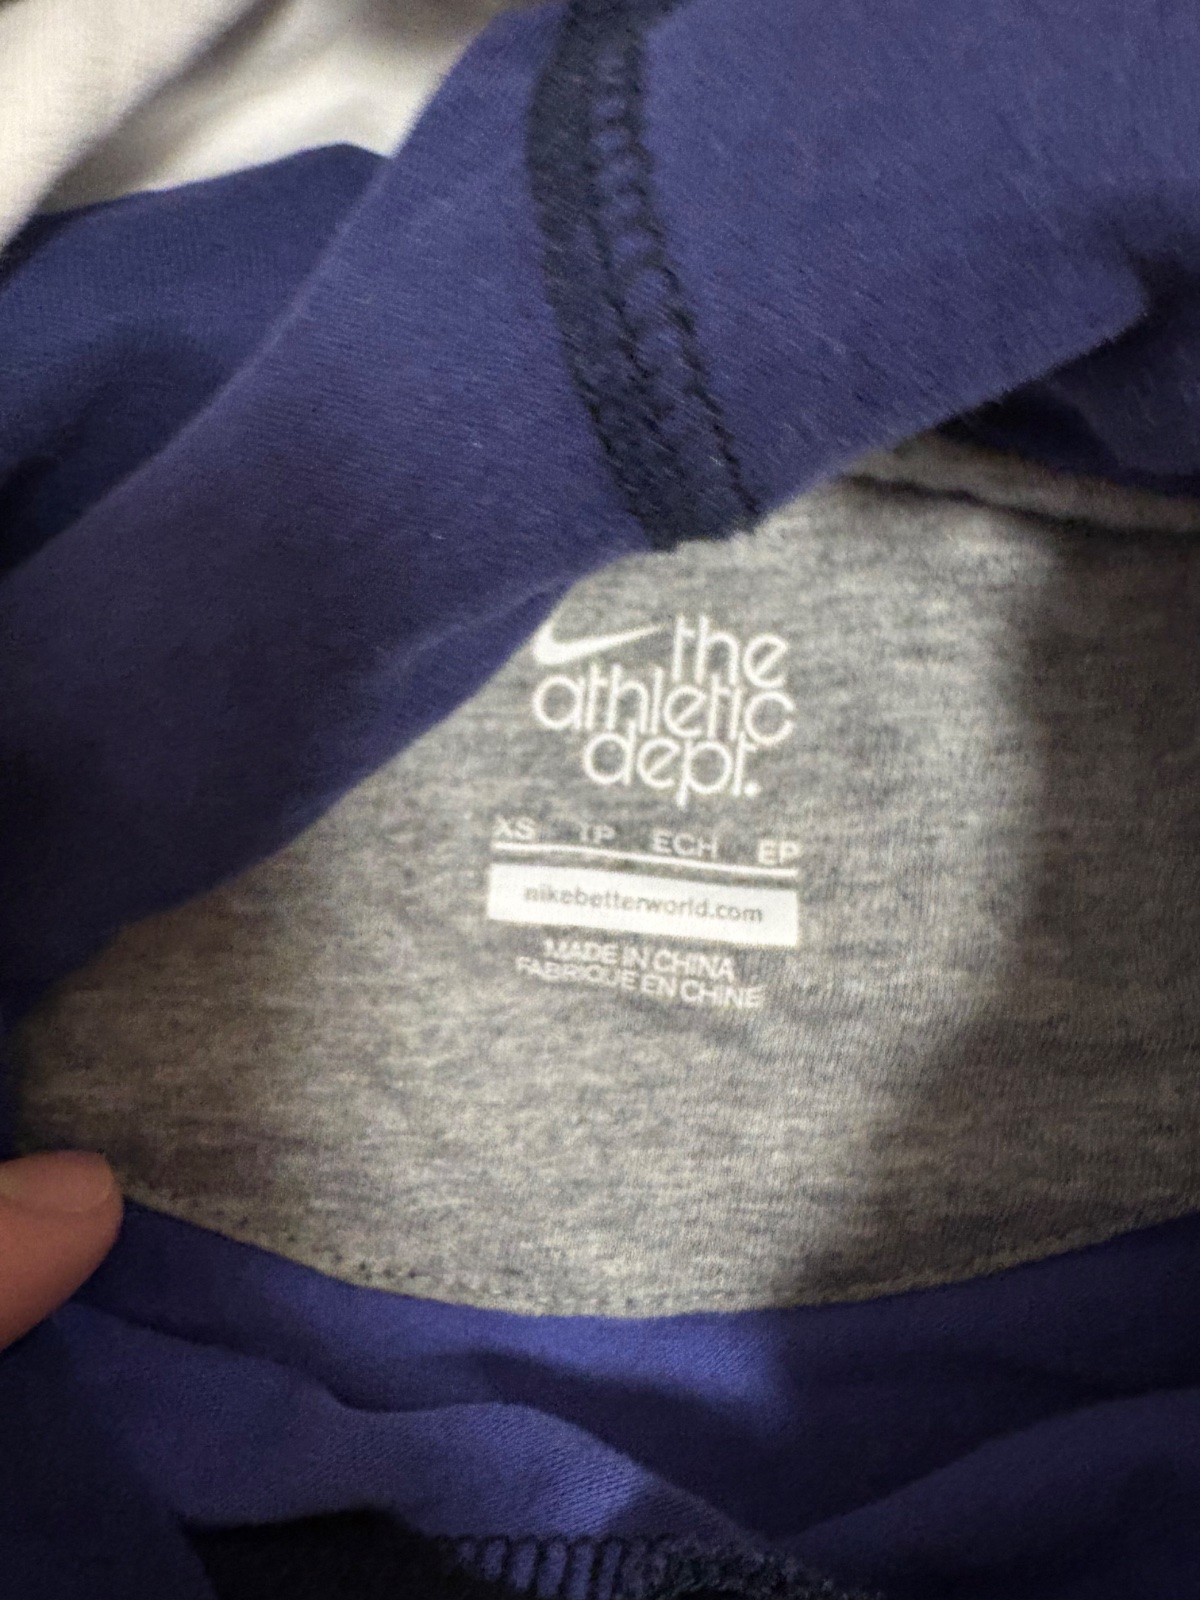 the
athletic
dept.
XS TP ECH EP
nikebetterworld.com
MADE IN CHINA
FABRIQUE EN CHINE